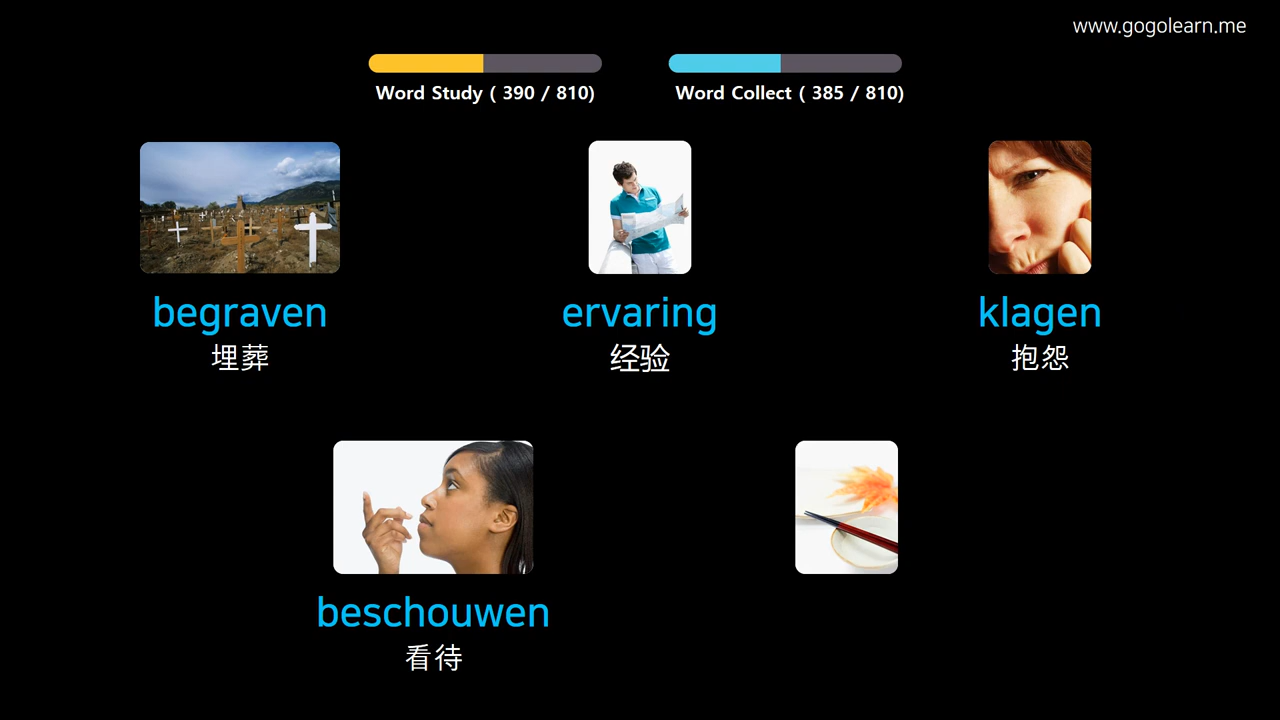 www.gogolearn.me
Word Study ( 390 / 810)
Word Collect ( 385 / 810)
begraven
埋葬
ervaring
经验
klagen
抱怨
beschouwen
看待